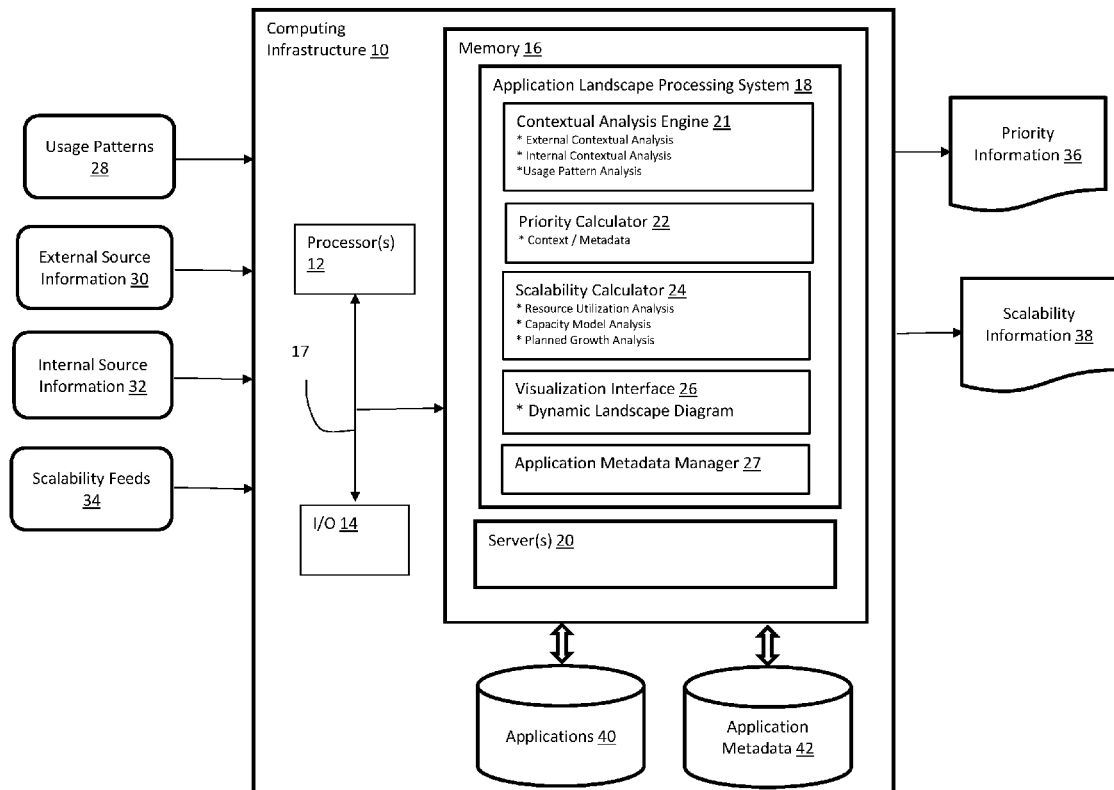 Computing
Infrastructure 10
Memory 16
Application Landscape Processing System 18
Contextual Analysis Engine 21
* External Contextual Analysis
* Internal Contextual Analysis
*Usage Pattern Analysis
Priority Calculator 22
* Context / Metadata
Scalability Calculator 24
* Resource Utilization Analysis
* Capacity Model Analysis
* Planned Growth Analysis
Visualization Interface 26
* Dynamic Landscape Diagram
Application Metadata Manager 27
Server(s) 20
Usage Patterns
28
External Source
Information 30
Internal Source
Information 32
Scalability Feeds
34
Processor(s)
12
17
I/O 14
Priority
Information 36
Scalability
Information 38
Applications 40
Application
Metadata 42